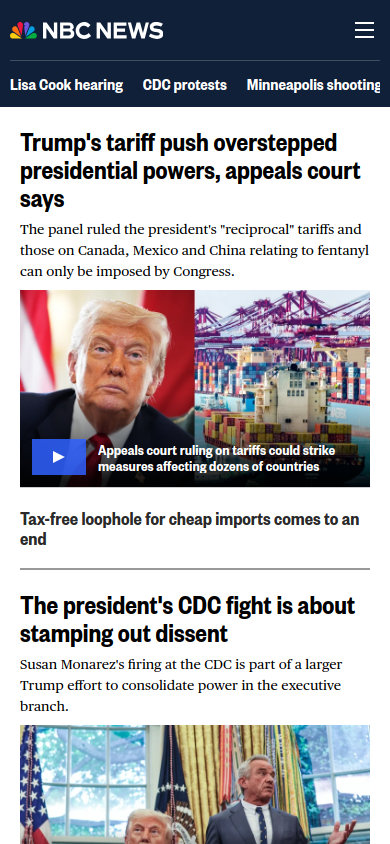 NBC NEWS
Lisa Cook hearing CDC protests Minneapolis shooting
Trump's tariff push overstepped
presidential powers, appeals court
says
The panel ruled the president's "reciprocal" tariffs and
those on Canada, Mexico and China relating to fentanyl
can only be imposed by Congress.
Appeals court ruling on tariffs could strike
measures affecting dozens of countries
Tax-free loophole for cheap imports comes to an
end
The president's CDC fight is about
stamping out dissent
Susan Monarez's firing at the CDC is part of a larger
Trump effort to consolidate power in the executive
branch.